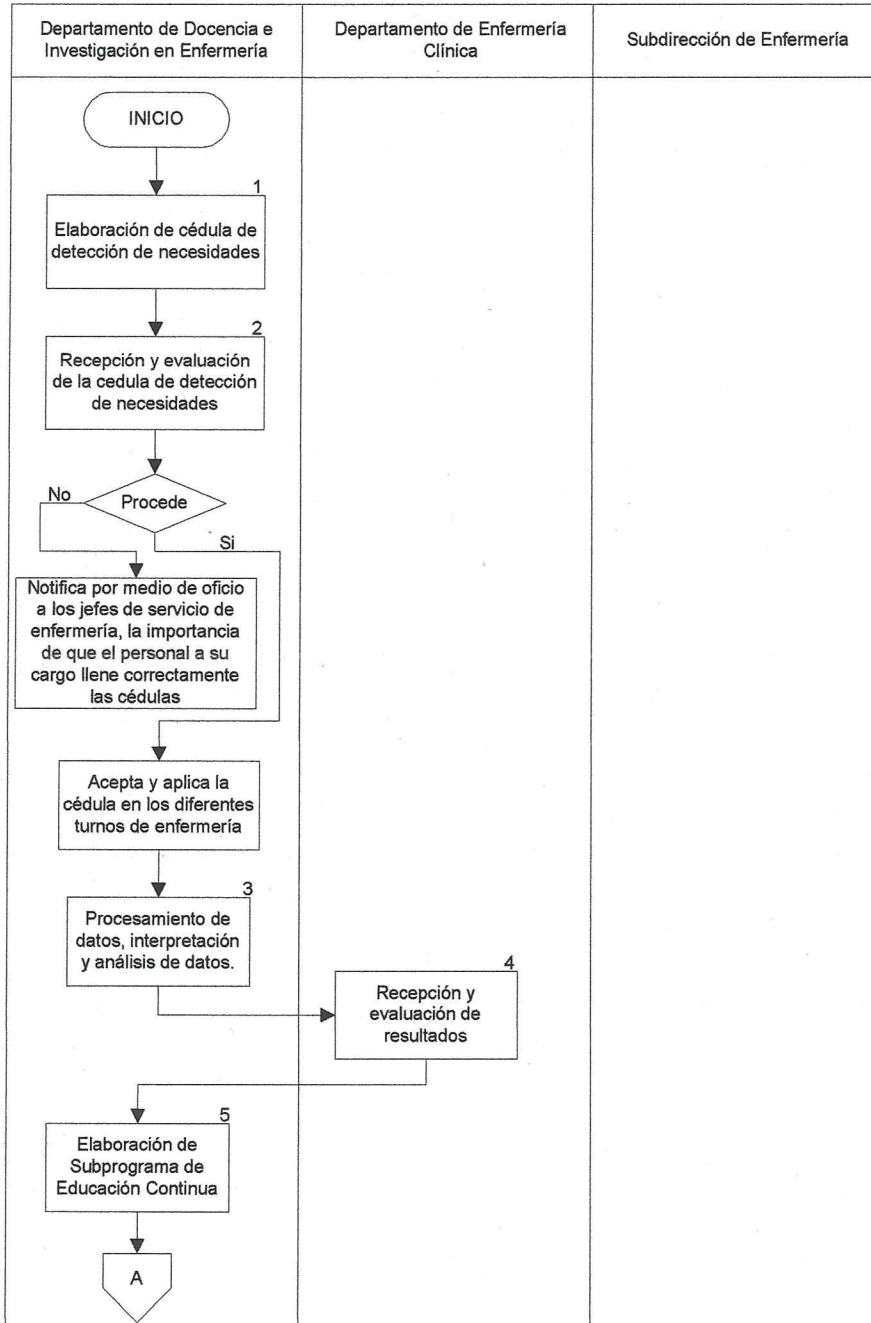 Departamento de Docencia e
Investigación en Enfermería
Departamento de Enfermería
Clínica
Subdirección de Enfermería
INICIO
1
Elaboración de cédula de
detección de necesidades
2
Recepción y evaluación
de la cedula de detección
de necesidades
Procede
No
Si
Notifica por medio de oficio
a los jefes de servicio de
enfermería, la importancia
de que el personal a su
cargo llene correctamente
las cédulas
Acepta y aplica la
cédula en los diferentes
turnos de enfermería
3
Procesamiento de
datos, interpretación
y análisis de datos.
4
Recepción y
evaluación de
resultados
5
Elaboración de
Subprograma de
Educación Continua
A